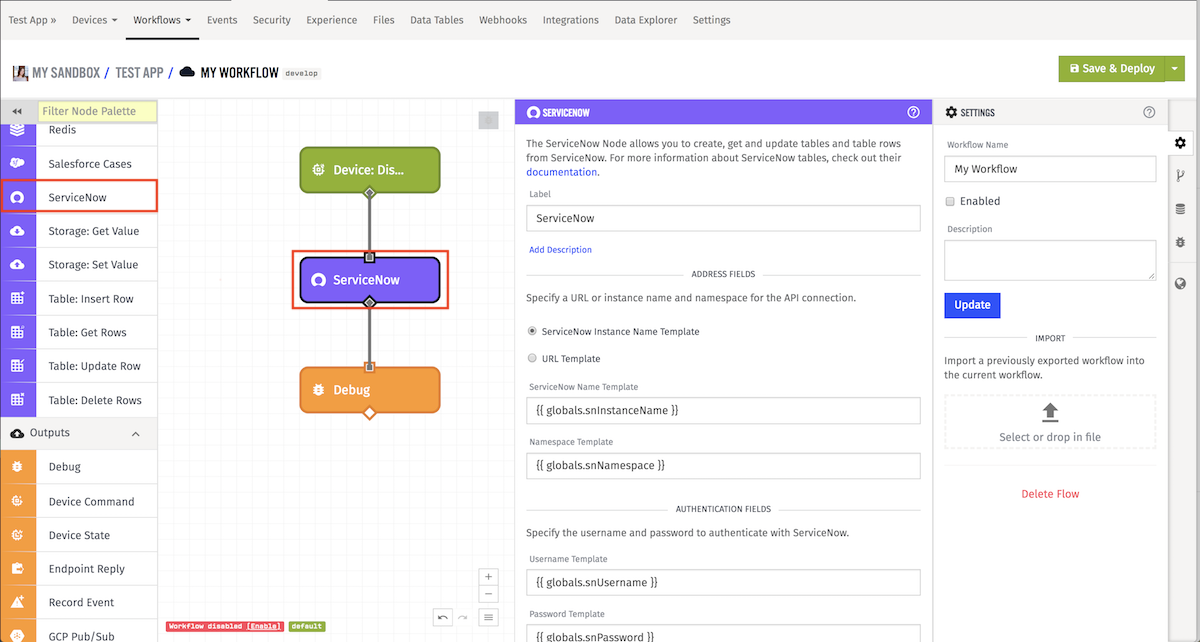 Test App »
Devices
Workflows
Events
Security
Experience
Files
Data Tables
Webhooks
Integrations
Data Explorer
Settings
MY SANDBOX / TEST APP / MY WORKFLOW develop
Save & Deploy
Filter Node Palette
Redis
Salesforce Cases
ServiceNow
Storage: Get Value
Storage: Set Value
Table: Insert Row
Table: Get Rows
Table: Update Row
Table: Delete Rows
Outputs
Debug
Device Command
Device State
Endpoint Reply
Record Event
GCP Pub/Sub
Device: Dis...
ServiceNow
Debug
Workflow disabled [Enable]
default
SERVICENOW
The ServiceNow Node allows you to create, get and update tables and table rows
from ServiceNow. For more information about ServiceNow tables, check out their
documentation.
Label
ServiceNow
Add Description
ADDRESS FIELDS
Specify a URL or instance name and namespace for the API connection.
ServiceNow Instance Name Template
URL Template
ServiceNow Name Template
{{ globals.snInstanceName }}
Namespace Template
{{ globals.snNamespace }}
AUTHENTICATION FIELDS
Specify the username and password to authenticate with ServiceNow.
Username Template
{{ globals.snUsername }}
Password Template
{{ globals.snPassword }}
SETTINGS
Workflow Name
My Workflow
Enabled
Description
Update
IMPORT
Import a previously exported workflow into
the current workflow.
Select or drop in file
Delete Flow